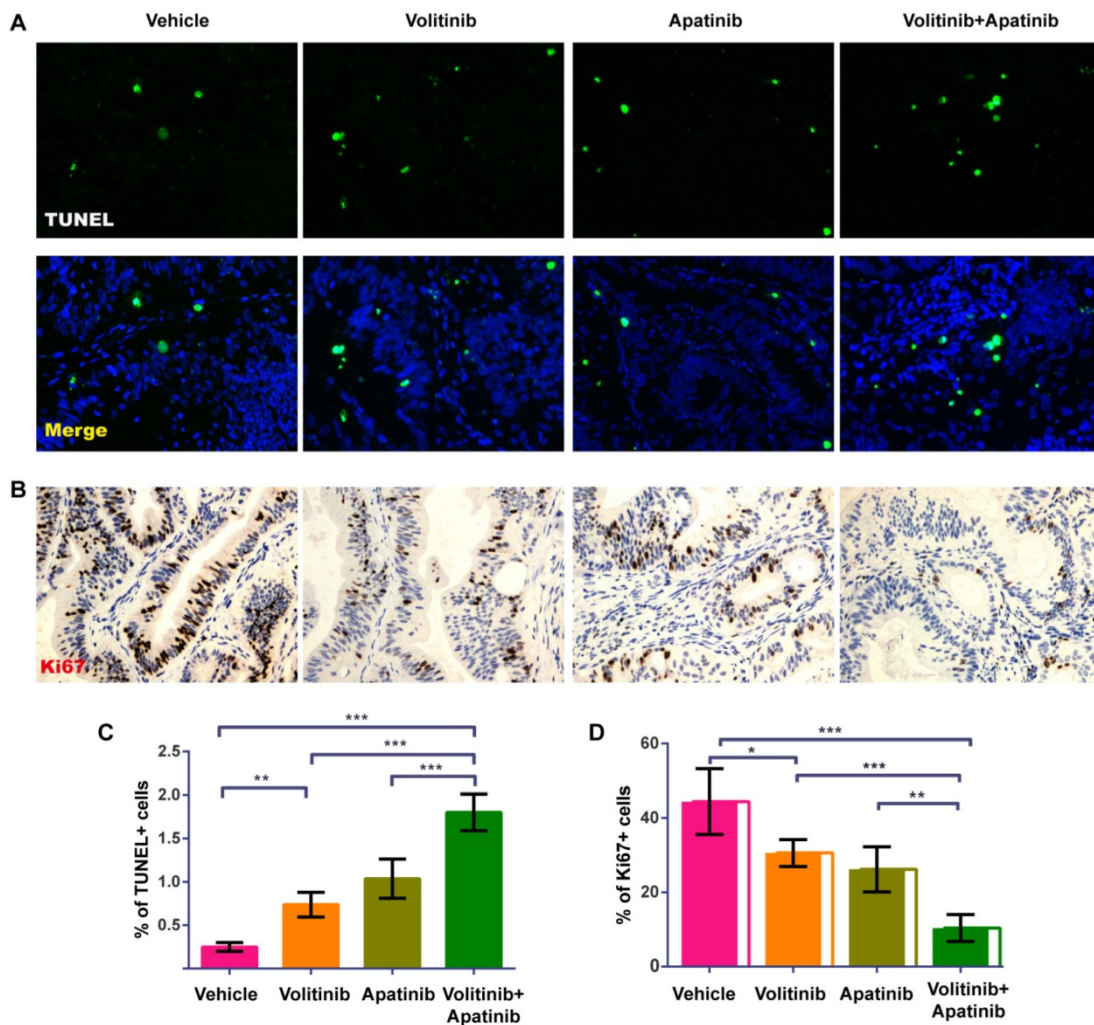 A
Vehicle
Volitinib
Apatinib
Volitinib+Apatinib
TUNEL
Merge
B
Ki67
C
% of TUNEL+ cells
2.5
2.0
1.5
1.0
0.5
***
***
**
***
Vehicle
Volitinib
Apatinib
Volitinib+
Apatinib
D
% of Ki67+ cells
60
40
20
0
***
*
***
**
Vehicle
Volitinib
Apatinib
Volitinib+
Apatinib